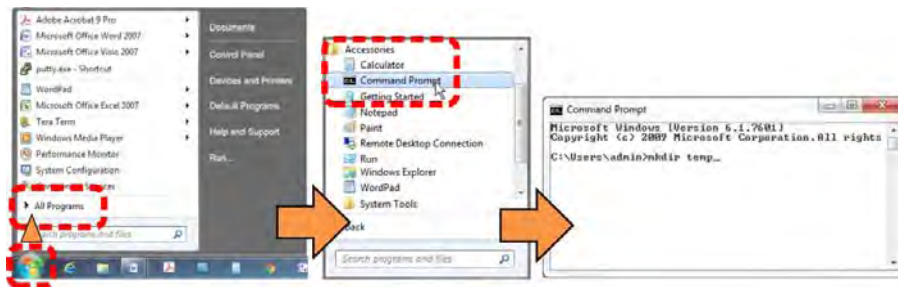 Adobe Acrobat 9 Pro
Microsoft Office Word 2007
Microsoft Office Visio 2007
putty.exe - Shortcut
WordPad
Microsoft Office Excel 2007
Tera Term
Windows Media Player
Performance Monitor
System Configuration
Services
All Programs
Search programs and files
Documents
Control Panel
Devices and Printers
Default Programs
Help and Support
Run...
Accessories
Calculator
Command Prompt
Getting Started
Notepad
Paint
Remote Desktop Connection
Run
Windows Explorer
WordPad
System Tools
Back
Search programs and files
Command Prompt
Microsoft Windows [Version 6.1.7601]
Copyright (c) 2009 Microsoft Corporation.All rights
C:\Users\admin>mkdir temp_